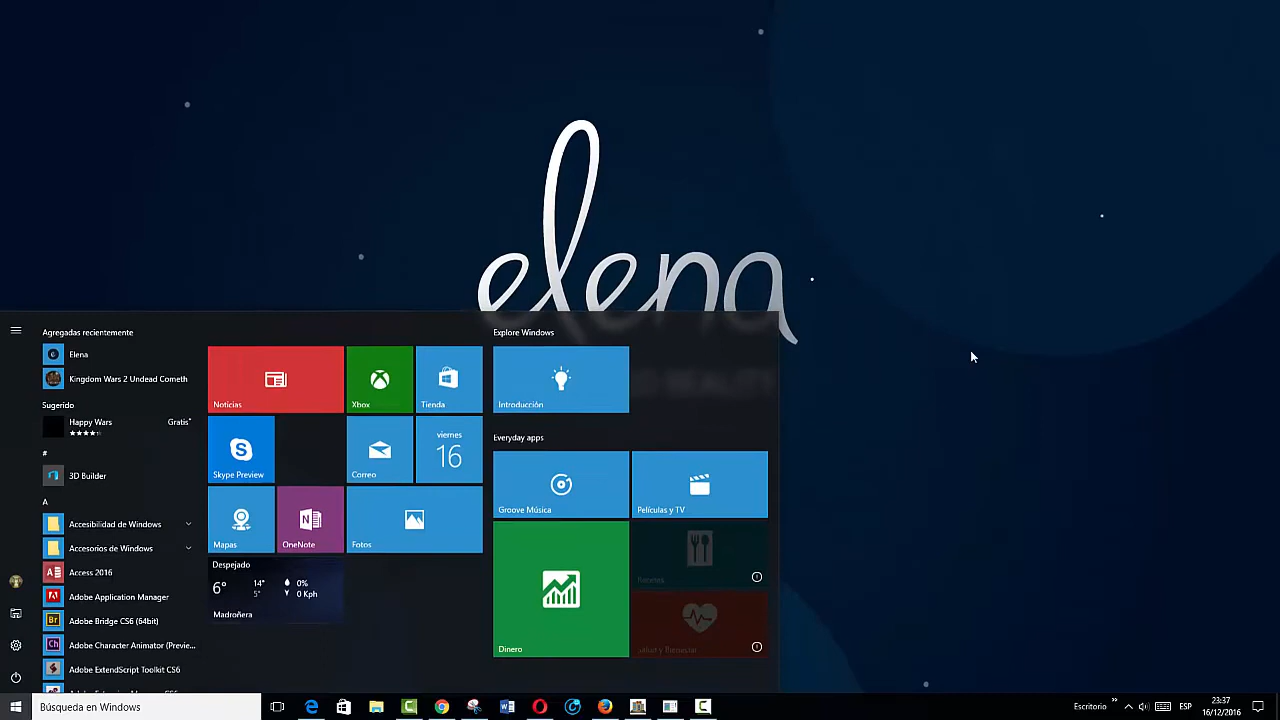 elena
Agregadas recientemente
Elena
Kingdom Wars 2 Undead Cometh
Sugerido
Happy Wars Gratis*
#
3D Builder
A
Accesibilidad de Windows
Accesorios de Windows
Access 2016
Adobe Application Manager
Adobe Bridge CS6 (64bit)
Adobe Character Animator (Previe...
Adobe ExtendScript Toolkit CS6
Noticias
Xbox
Tienda
Skype Preview
Correo
viernes
16
Mapas
OneNote
Fotos
Despejado
6° 14° 0%
5° 0 Kph
Madroñera
Explore Windows
Introducción
Everyday apps
Groove Música
Películas y TV
Dinero
Recetas
Salud y Bienestar
Búsqueda en Windows
Escritorio
ESP
23:37
16/12/2016